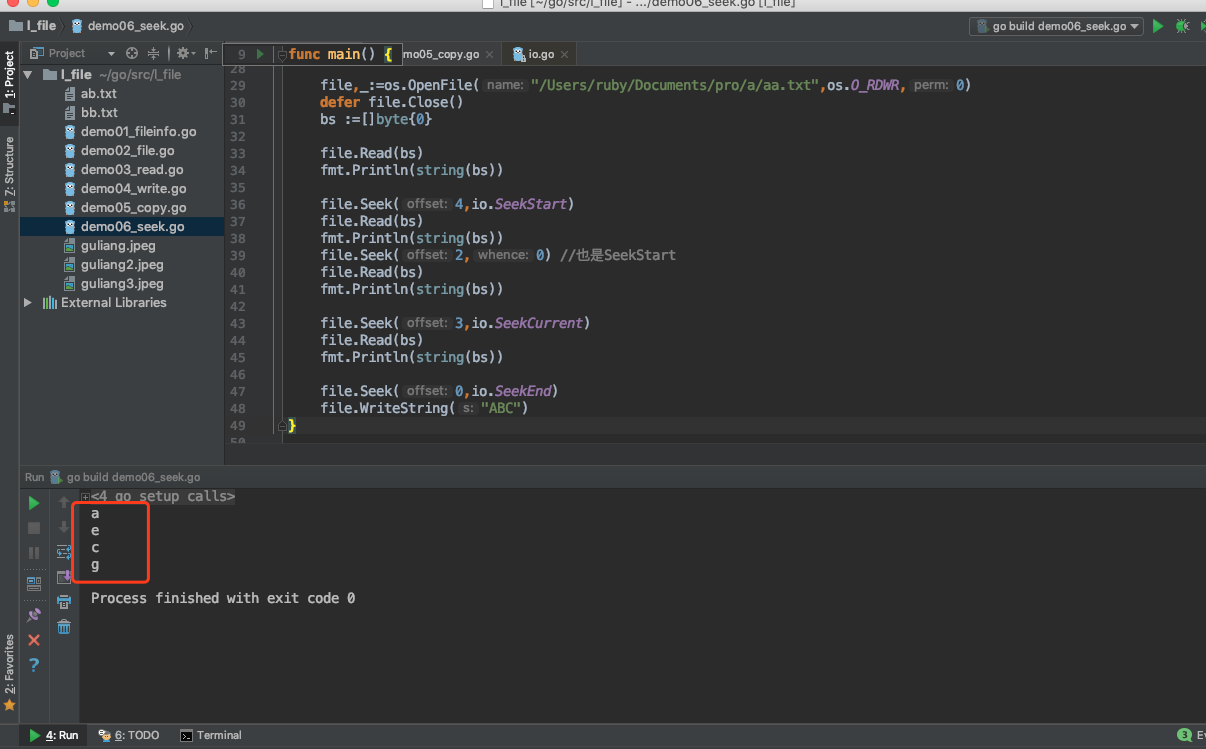 l_file [~/go/src/l_file] - .../demo06_seek.go [l_file]
l_file demo06_seek.go go build demo06_seek.go
1: Project
Z: Structure
2: Favorites
Project
l_file ~/go/src/l_file
ab.txt
bb.txt
demo01_fileinfo.go
demo02_file.go
demo03_read.go
demo04_write.go
demo05_copy.go
demo06_seek.go
guliang.jpeg
guliang2.jpeg
guliang3.jpeg
External Libraries
9 func main() { mo05_copy.go × io.go ×
28
29 file,_:=os.OpenFile( name: "/Users/ruby/Documents/pro/a/aa.txt",os.O_RDWR, perm: 0)
30 defer file.Close()
31 bs :=[]byte{0}
32
33 file.Read(bs)
34 fmt.Println(string(bs))
35
36 file.Seek( offset: 4,io.SeekStart)
37 file.Read(bs)
38 fmt.Println(string(bs))
39 file.Seek( offset: 2, whence: 0) //也是SeekStart
40 file.Read(bs)
41 fmt.Println(string(bs))
42
43 file.Seek( offset: 3,io.SeekCurrent)
44 file.Read(bs)
45 fmt.Println(string(bs))
46
47 file.Seek( offset: 0,io.SeekEnd)
48 file.WriteString( s: "ABC")
49 }
50
Run go build demo06_seek.go
<4 go setup calls>
a
e
c
g
Process finished with exit code 0
4: Run 6: TODO Terminal 3 Ev